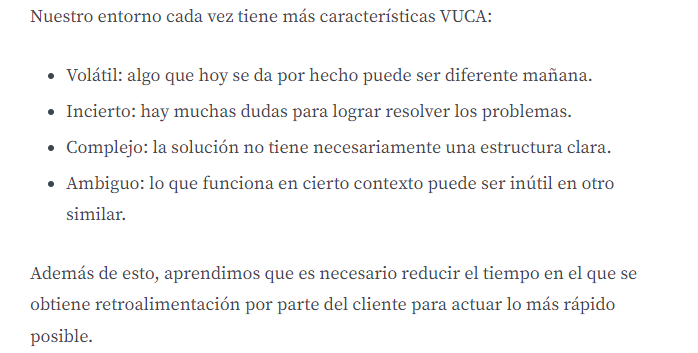 Nuestro entorno cada vez tiene más características VUCA:
• Volátil: algo que hoy se da por hecho puede ser diferente mañana.
• Incierto: hay muchas dudas para lograr resolver los problemas.
• Complejo: la solución no tiene necesariamente una estructura clara.
• Ambiguo: lo que funciona en cierto contexto puede ser inútil en otro
similar.
Además de esto, aprendimos que es necesario reducir el tiempo en el que se
obtiene retroalimentación por parte del cliente para actuar lo más rápido
posible.